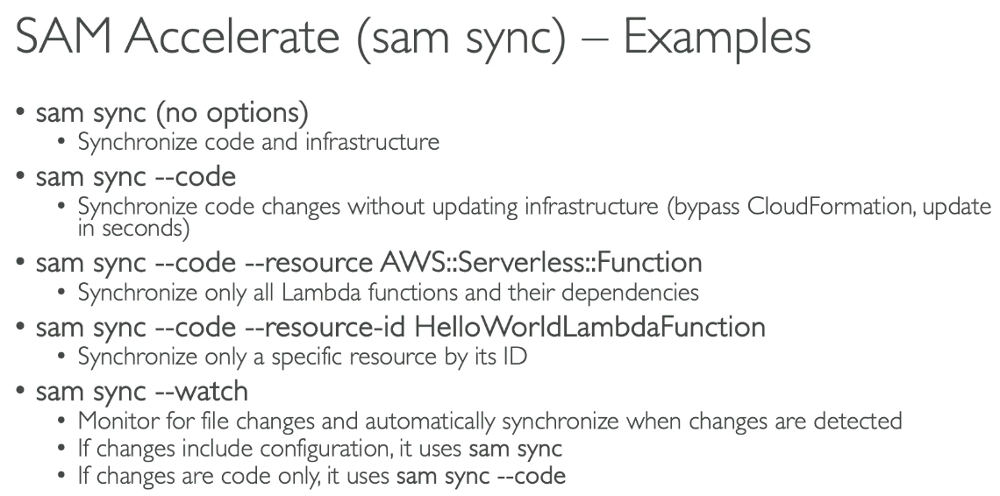 SAM Accelerate (sam sync) – Examples
• sam sync (no options)
• Synchronize code and infrastructure
• sam sync --code
• Synchronize code changes without updating infrastructure (bypass CloudFormation, update
in seconds)
• sam sync --code --resource AWS::Serverless::Function
• Synchronize only all Lambda functions and their dependencies
• sam sync --code --resource-id HelloWorldLambdaFunction
• Synchronize only a specific resource by its ID
• sam sync --watch
• Monitor for file changes and automatically synchronize when changes are detected
• If changes include configuration, it uses sam sync
• If changes are code only, it uses sam sync --code